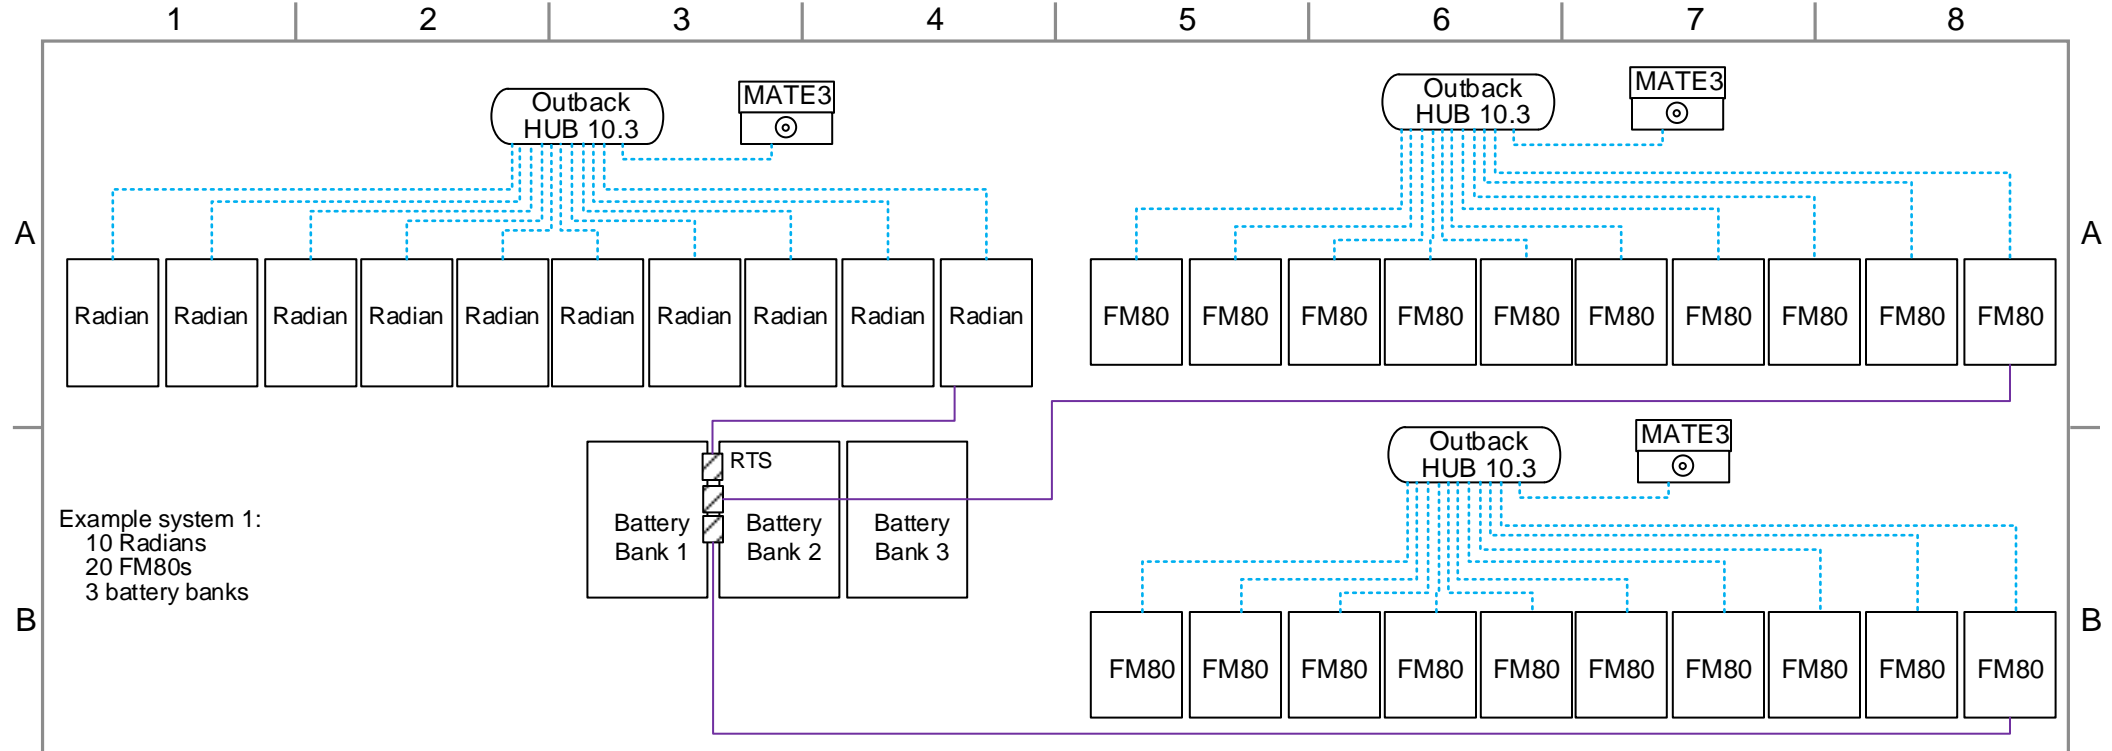 1 2 3 4 5 6 7 8
Outback
HUB 10.3
MATE3
Outback
HUB 10.3
MATE3
A
A
Radian Radian Radian Radian Radian Radian Radian Radian Radian Radian
FM80 FM80 FM80 FM80 FM80 FM80 FM80 FM80 FM80 FM80
RTS
Battery
Bank 1
Battery
Bank 2
Battery
Bank 3
Outback
HUB 10.3
MATE3
Example system 1:
10 Radians
20 FM80s
3 battery banks
B
B
FM80 FM80 FM80 FM80 FM80 FM80 FM80 FM80 FM80 FM80